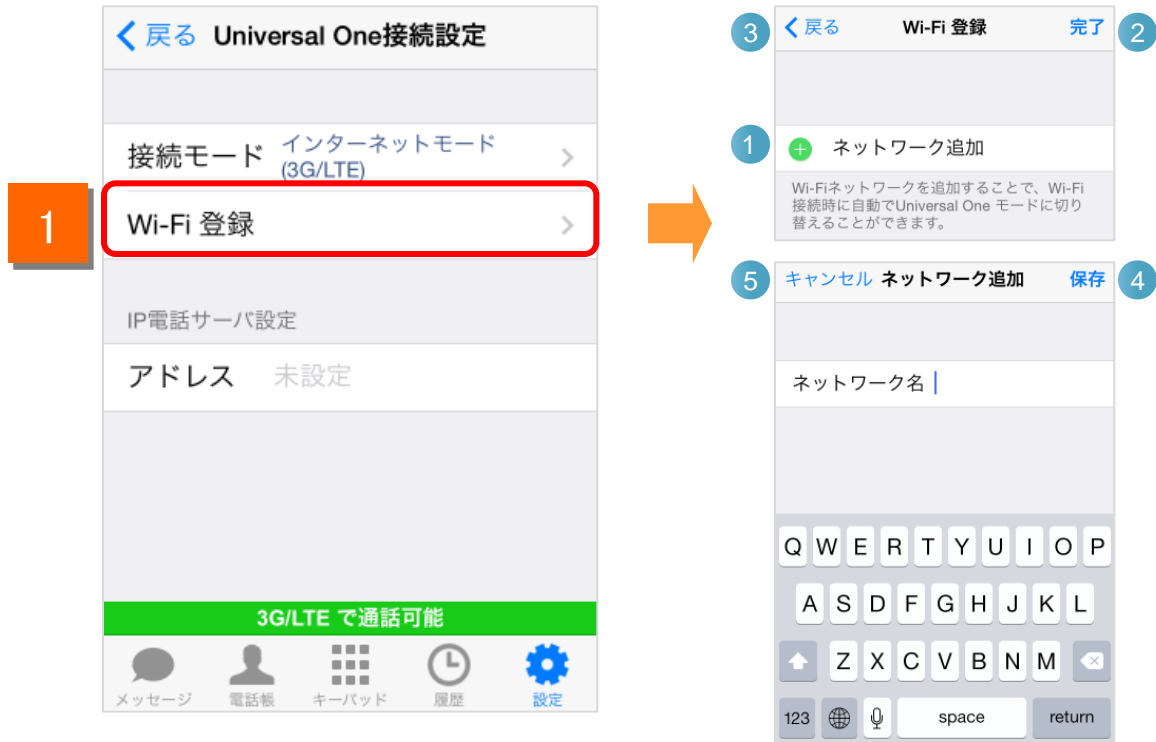 戻る Universal One接続設定
接続モード インターネットモード
(3G/LTE)
1
Wi-Fi 登録
IP電話サーバ設定
アドレス 未設定
3G/LTE で通話可能
メッセージ 電話帳 キーパッド 履歴 設定
3 戻る Wi-Fi 登録 完了 2
1 ネットワーク追加
Wi-Fiネットワークを追加することで、Wi-Fi
接続時に自動でUniversal One モードに切り
替えることができます。
5 キャンセル ネットワーク追加 保存 4
ネットワーク名
Q W E R T Y U I O P
A S D F G H J K L
Z X C V B N M
123 space return